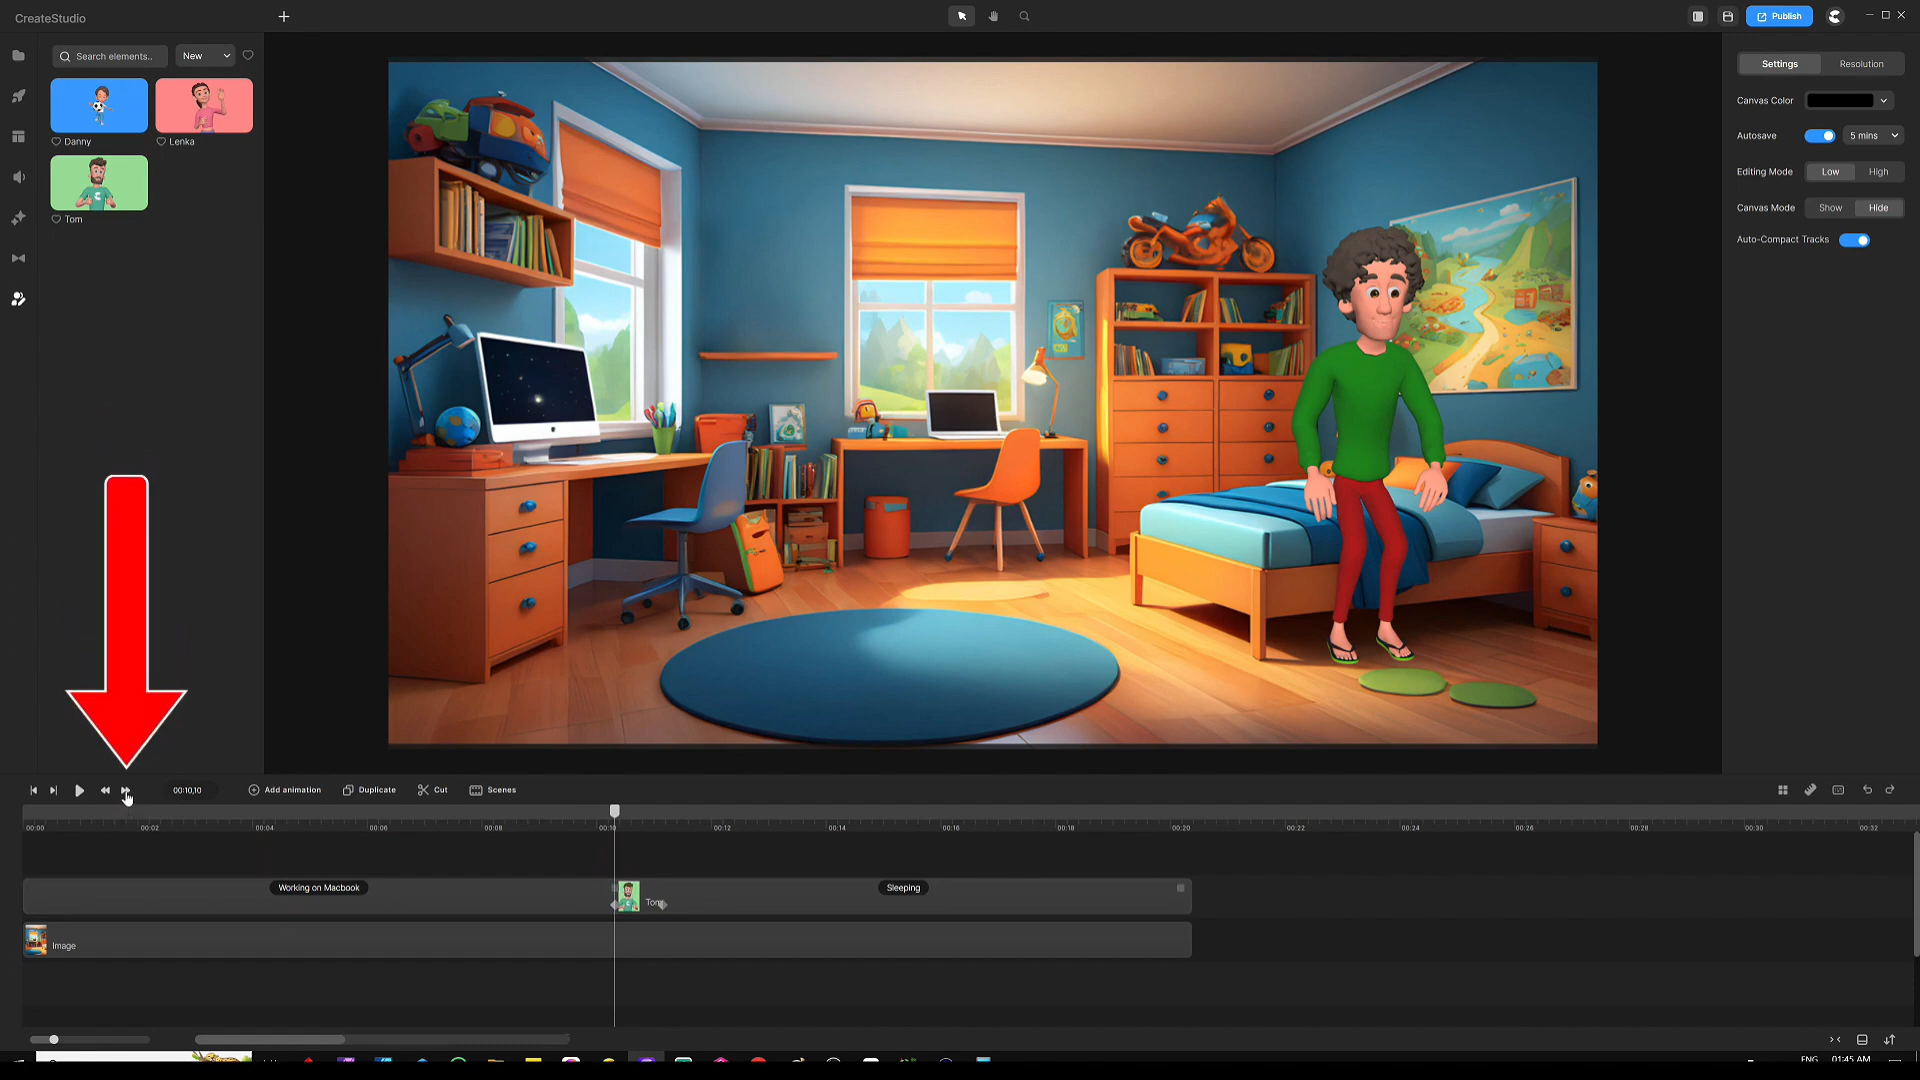 CreateStudio
Publish
Search elements..
New
Danny
Lenka
Tom
Settings
Resolution
Canvas Color
Autosave
5 mins
Editing Mode
Low
High
Canvas Mode
Show
Hide
Auto-Compact Tracks
00:10,10
Add animation
Duplicate
Cut
Scenes
00:00
00:02
00:04
00:06
00:08
00:10
00:12
00:14
00:16
00:18
00:20
00:22
00:24
00:26
00:28
00:30
00:32
Working on Macbook
Tom
Sleeping
Image
ENG
01:45 AM